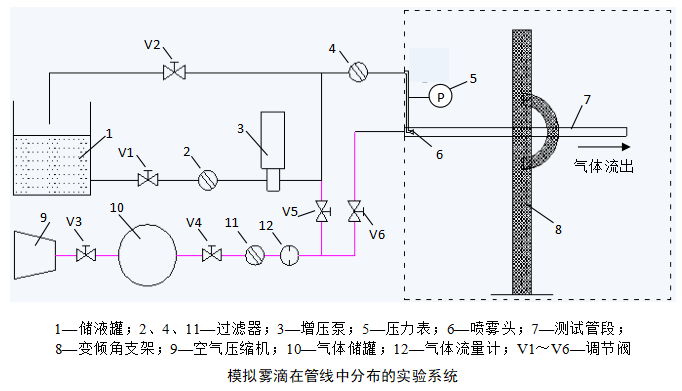 V2
4
P
5
7
1
V1
2
3
6
气体流出
V5
V6
8
9
V3
10
V4
11
12
1—储液罐；2、4、11—过滤器；3—增压泵；5—压力表；6—喷雾头；7—测试管段；
8—变倾角支架；9—空气压缩机；10—气体储罐；12—气体流量计；V1～V6—调节阀
模拟雾滴在管线中分布的实验系统